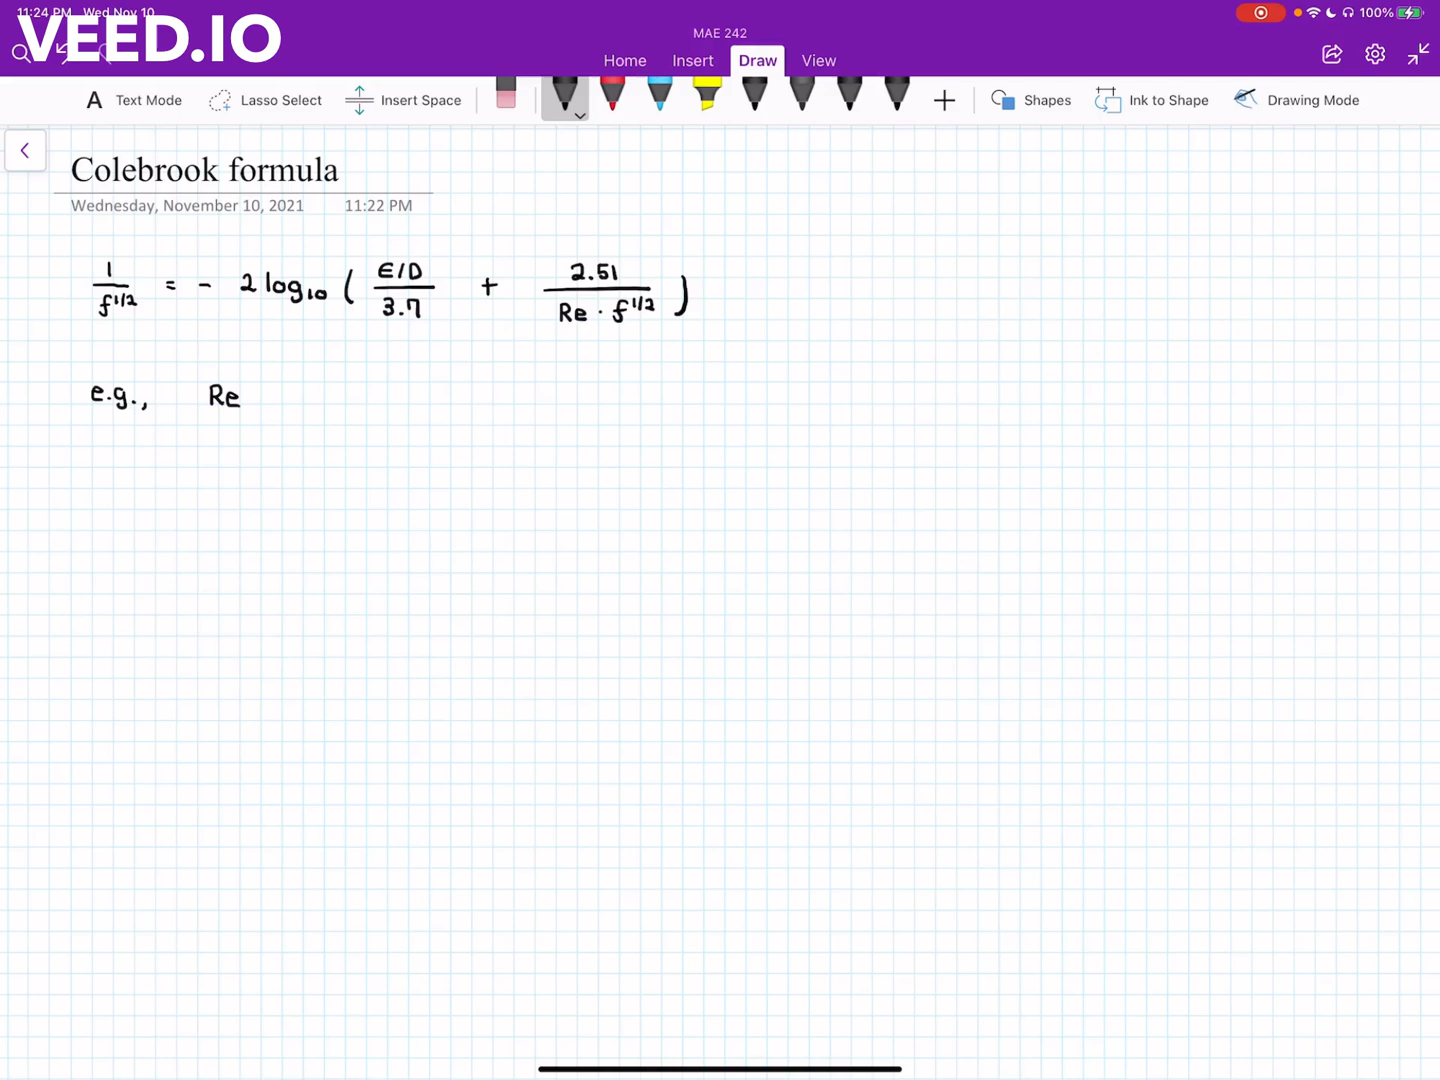 11:24 PM Wed Nov 10
VEED.IO
100%
MAE 242
Home Insert Draw View
A Text Mode Lasso Select Insert Space Shapes Ink to Shape Drawing Mode
Colebrook formula
Wednesday, November 10, 2021 11:22 PM
1/f^1/2 = - 2 log10 ( (ϵ/D)/3.7 + 2.51/(Re · f^1/2) )
e.g., Re